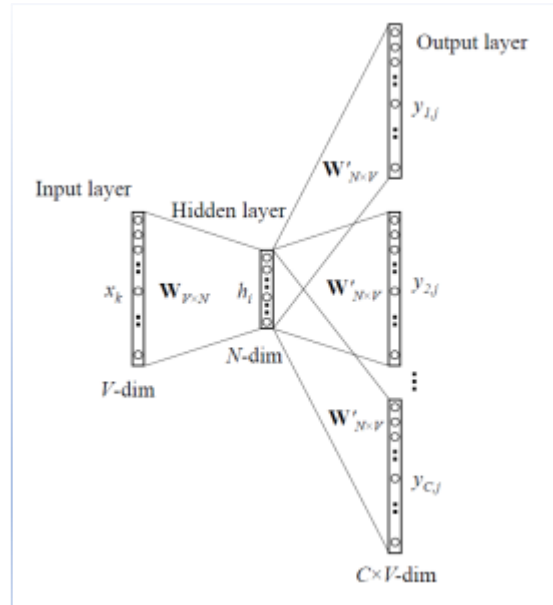 Output layer
y1,j
W'N×V
Input layer
Hidden layer
xk
WV×N
hi
W'N×V
y2,j
N-dim
V-dim
W'N×V
yC,j
C×V-dim